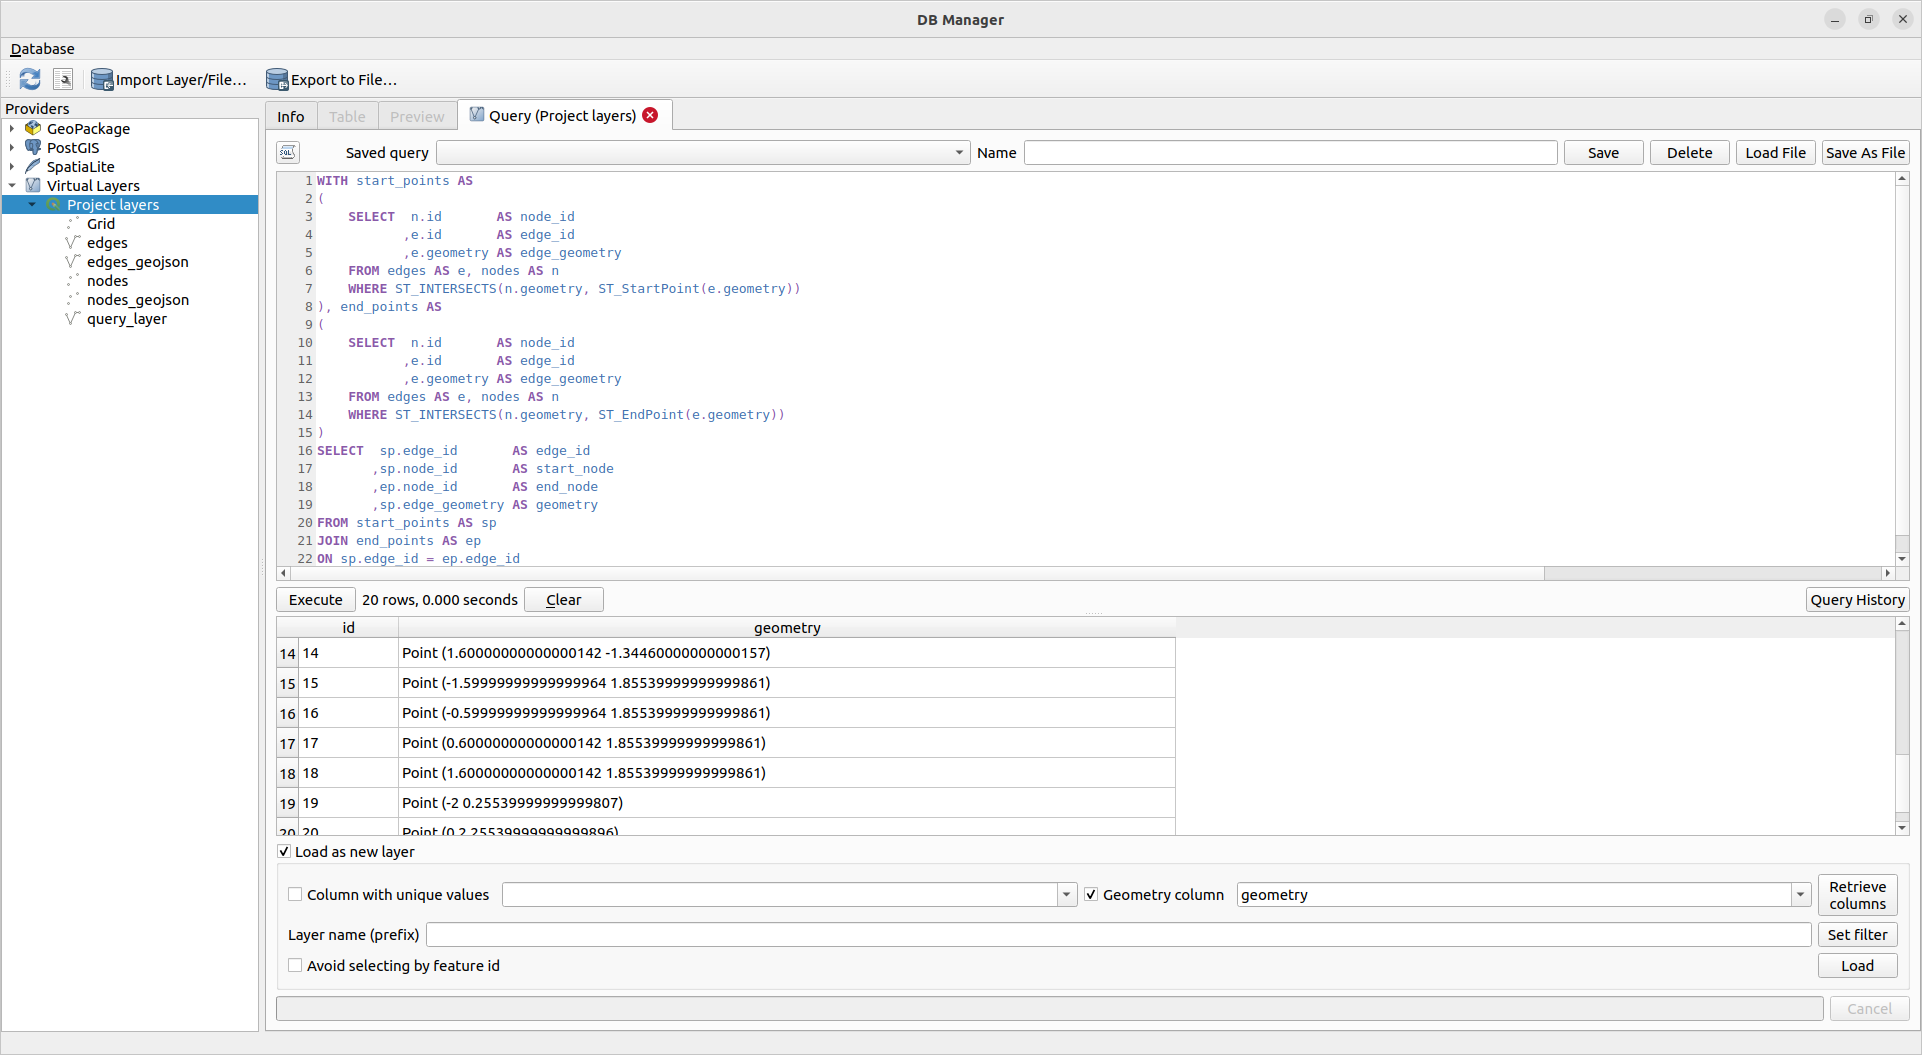 DB Manager
Database
Import Layer/File...
Export to File...
Providers
GeoPackage
PostGIS
SpatiaLite
Virtual Layers
Project layers
Grid
edges
edges_geojson
nodes
nodes_geojson
query_layer
Info
Table
Preview
Query (Project layers)
SQL
Saved query
Name
Save
Delete
Load File
Save As File
1 WITH start_points AS
2 (
3 SELECT n.id AS node_id
4 ,e.id AS edge_id
5 ,e.geometry AS edge_geometry
6 FROM edges AS e, nodes AS n
7 WHERE ST_INTERSECTS(n.geometry, ST_StartPoint(e.geometry))
8 ), end_points AS
9 (
10 SELECT n.id AS node_id
11 ,e.id AS edge_id
12 ,e.geometry AS edge_geometry
13 FROM edges AS e, nodes AS n
14 WHERE ST_INTERSECTS(n.geometry, ST_EndPoint(e.geometry))
15 )
16 SELECT sp.edge_id AS edge_id
17 ,sp.node_id AS start_node
18 ,ep.node_id AS end_node
19 ,sp.edge_geometry AS geometry
20 FROM start_points AS sp
21 JOIN end_points AS ep
22 ON sp.edge_id = ep.edge_id
Execute
20 rows, 0.000 seconds
Clear
Query History
id geometry
14 14 Point (1.60000000000000142 -1.34460000000000157)
15 15 Point (-1.59999999999999964 1.85539999999999861)
16 16 Point (-0.59999999999999964 1.85539999999999861)
17 17 Point (0.60000000000000142 1.85539999999999861)
18 18 Point (1.60000000000000142 1.85539999999999861)
19 19 Point (-2 0.25539999999999807)
20 20 Point (0 2.25539999999999896)
Load as new layer
Column with unique values
Geometry column
geometry
Retrieve
columns
Layer name (prefix)
Set filter
Avoid selecting by feature id
Load
Cancel